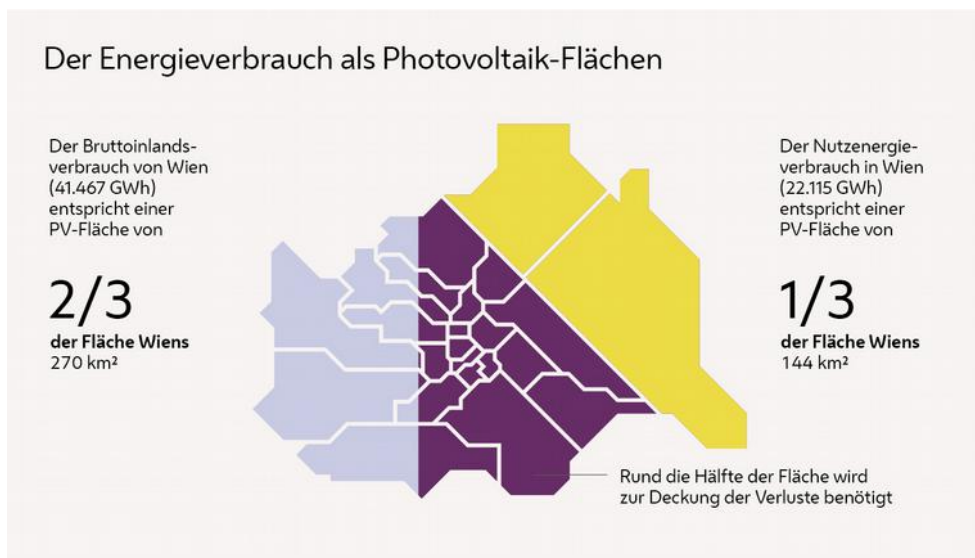 Der Energieverbrauch als Photovoltaik-Flächen
Der Bruttoinlands-
verbrauch von Wien
(41.467 GWh)
entspricht einer
PV-Fläche von
2/3
der Fläche Wiens
270 km²
Der Nutzenergie-
verbrauch in Wien
(22.115 GWh)
entspricht einer
PV-Fläche von
1/3
der Fläche Wiens
144 km²
Rund die Hälfte der Fläche wird
zur Deckung der Verluste benötigt